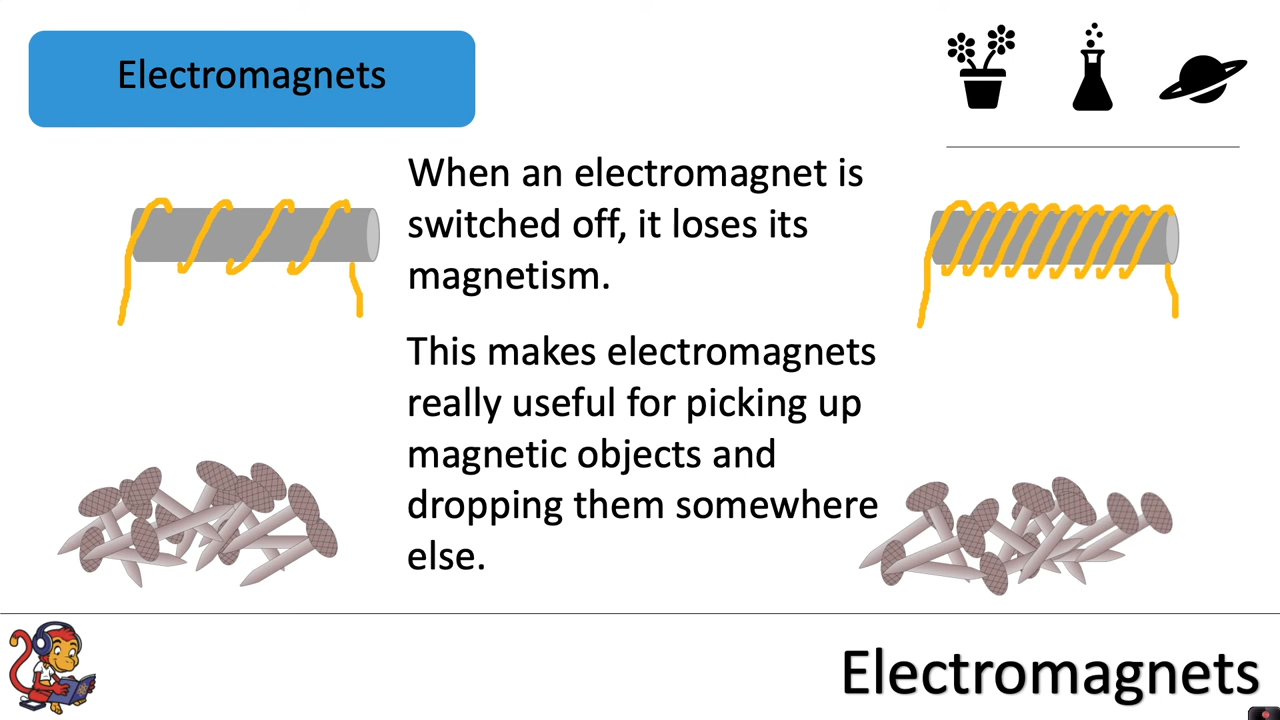 Electromagnets
When an electromagnet is
switched off, it loses its
magnetism.
This makes electromagnets
really useful for picking up
magnetic objects and
dropping them somewhere
else.
Electromagnets